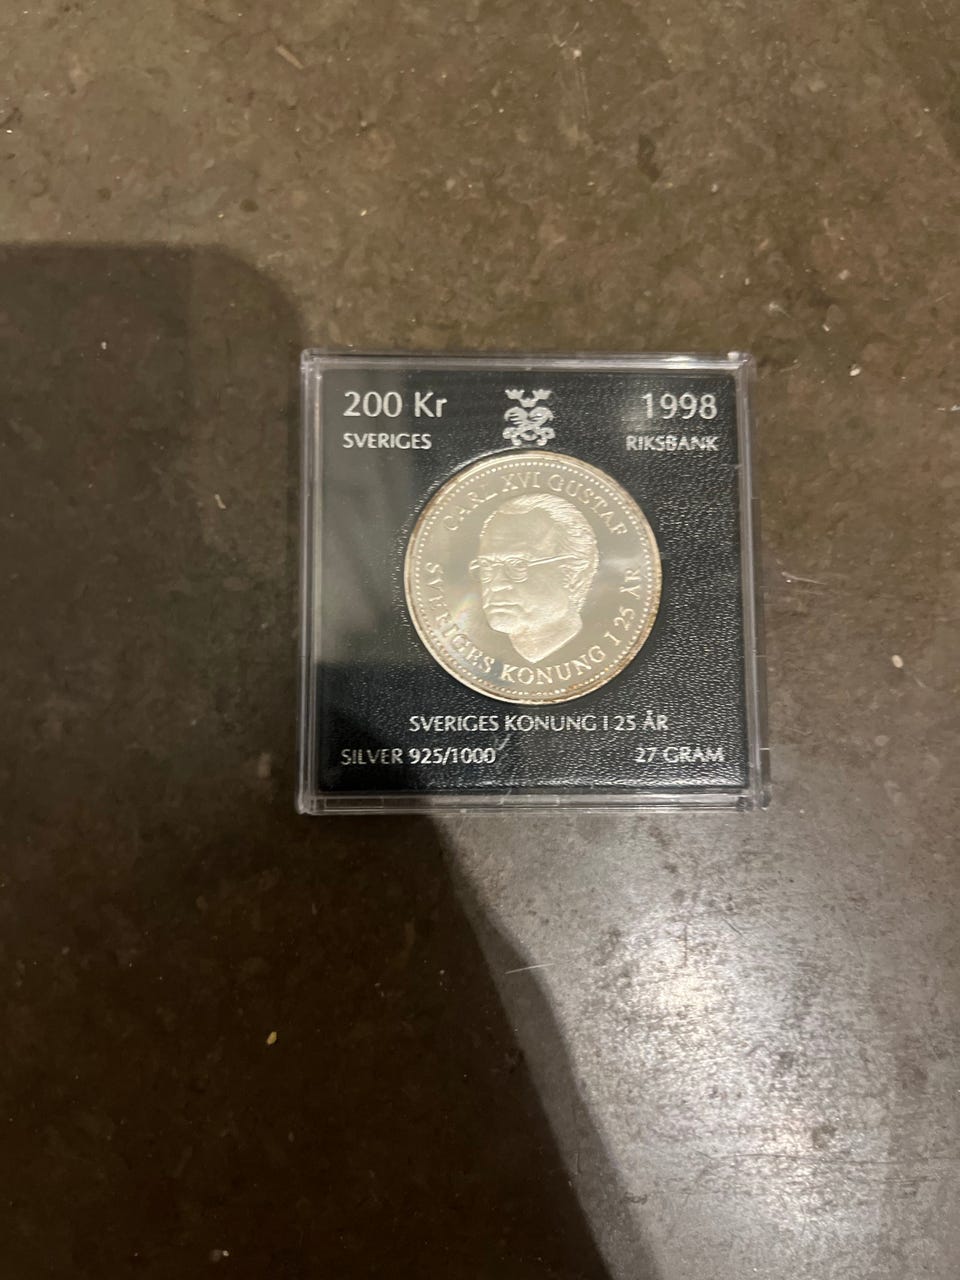 200 Kr
1998
SVERIGES
RIKSBANK
CARL XVI GUSTAF
SVERIGES KONUNG I 25 ÅR
SVERIGES KONUNG I 25 ÅR
SILVER 925/1000
27 GRAM